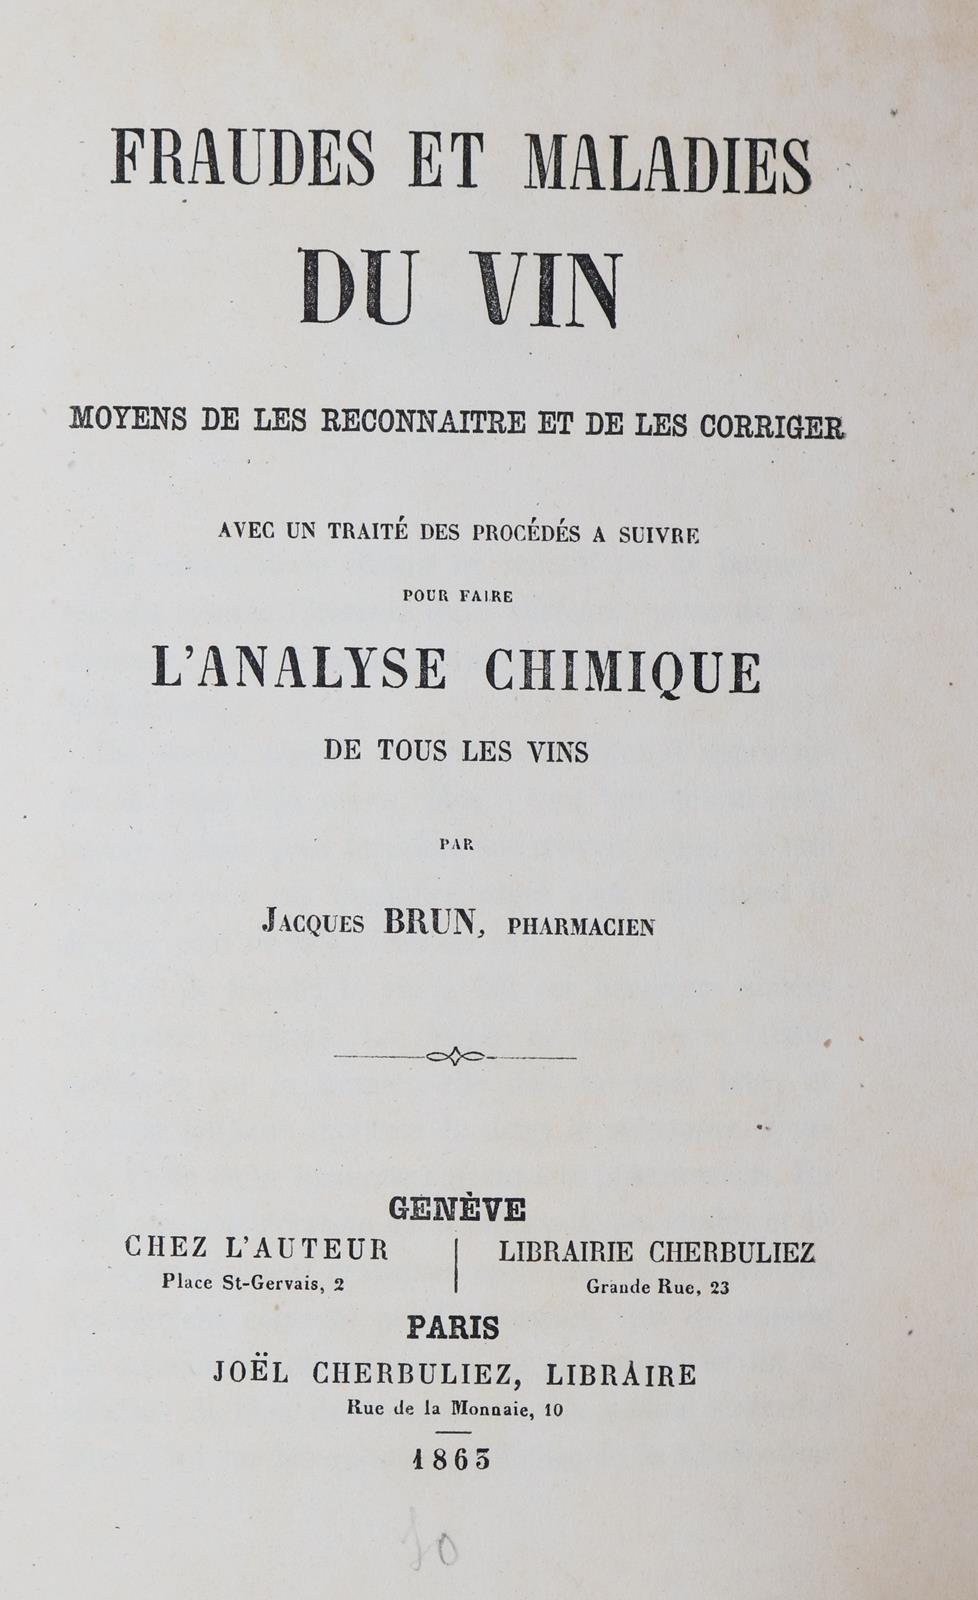 FRAUDES ET MALADIES
DU VIN
MOYENS DE LES RECONNAITRE ET DE LES CORRIGER
AVEC UN TRAITÉ DES PROCÉDÉS A SUIVRE
POUR FAIRE
L'ANALYSE CHIMIQUE
DE TOUS LES VINS
PAR
JACQUES BRUN, PHARMACIEN
GENÈVE
CHEZ L'AUTEUR
Place St-Gervais, 2
LIBRAIRIE CHERBULIEZ
Grande Rue, 23
PARIS
JOËL CHERBULIEZ, LIBRAIRE
Rue de la Monnaie, 10
1863